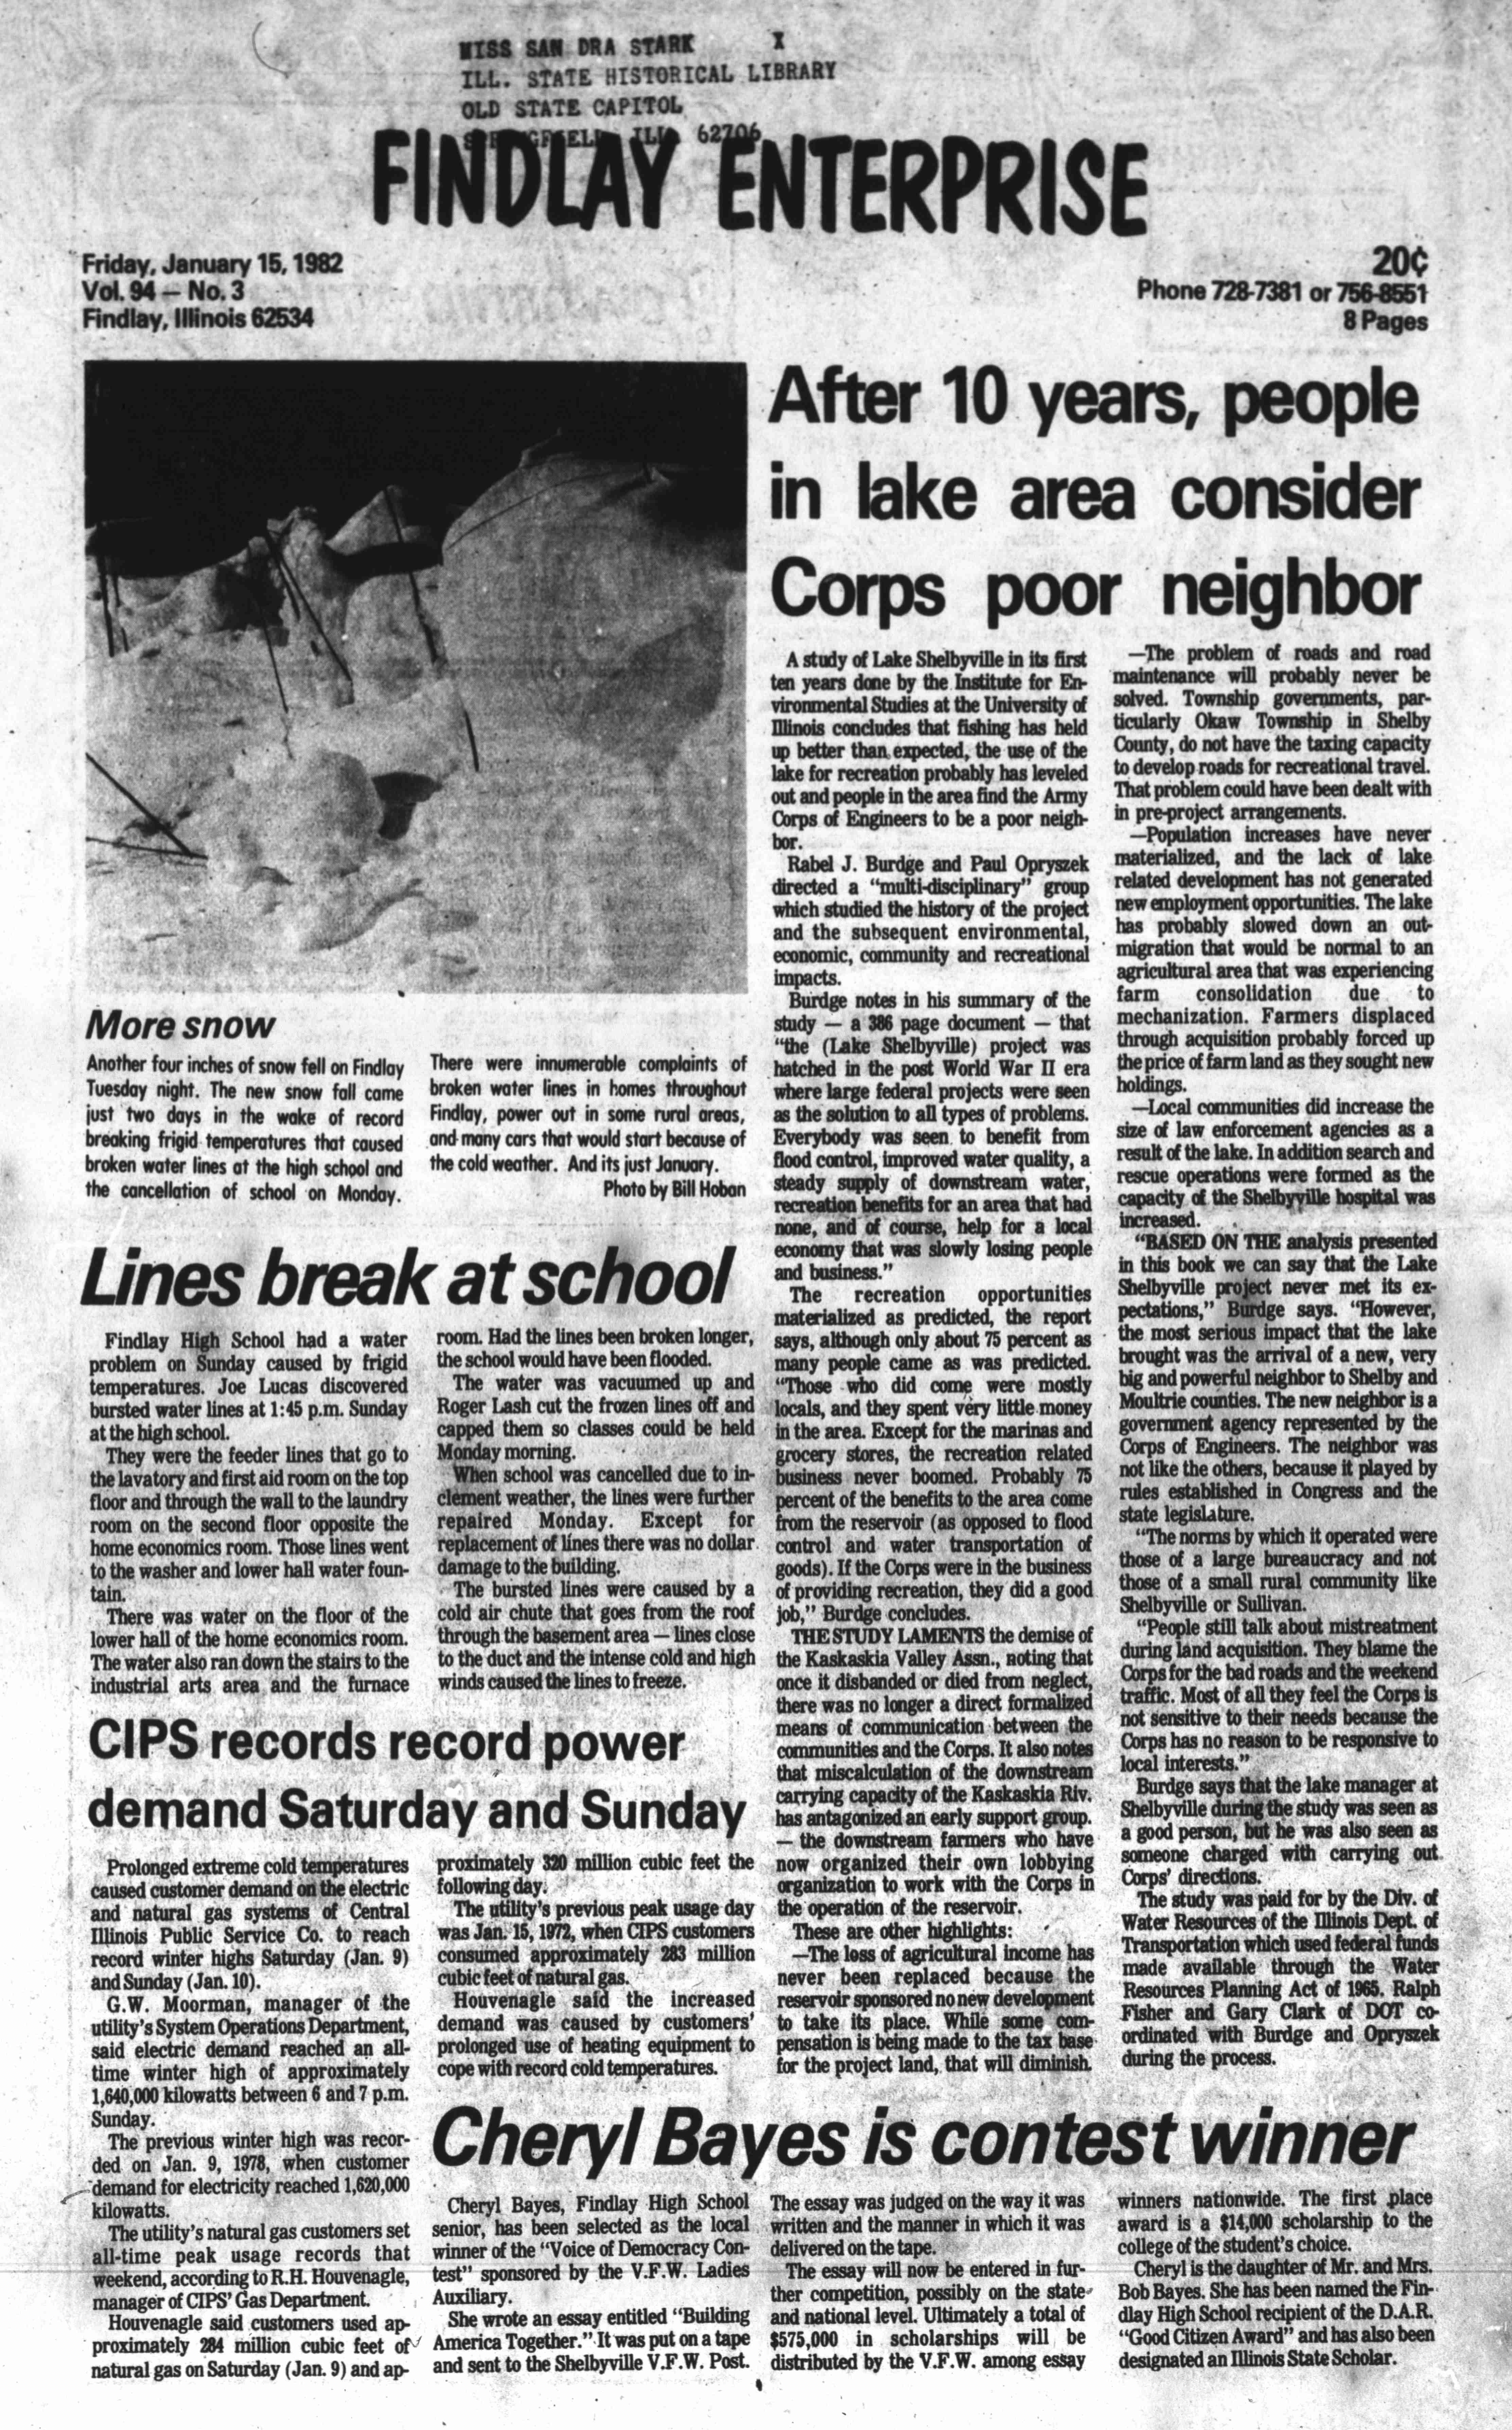 MISS SAN DRA STARK X
ILL. STATE HISTORICAL LIBRARY
OLD STATE CAPITOL
62706
FINDLAY ENTERPRISE
Friday, January 15, 1982
Vol. 94 — No. 3
Findlay, Illinois 62534
20¢
Phone 728-7381 or 756-8551
8 Pages
More snow
Another four inches of snow fell on Findlay
Tuesday night. The new snow fall came
just two days in the wake of record
breaking frigid temperatures that caused
broken water lines at the high school and
the cancellation of school on Monday.
There were innumerable complaints of
broken water lines in homes throughout
Findlay, power out in some rural areas,
and many cars that would start because of
the cold weather. And its just January.
Photo by Bill Hoban
Lines break at school
Findlay High School had a water
problem on Sunday caused by frigid
temperatures. Joe Lucas discovered
bursted water lines at 1:45 p.m. Sunday
at the high school.
They were the feeder lines that go to
the lavatory and first aid room on the top
floor and through the wall to the laundry
room on the second floor opposite the
home economics room. Those lines went
to the washer and lower hall water foun-
tain.
There was water on the floor of the
lower hall of the home economics room.
The water also ran down the stairs to the
industrial arts area and the furnace
room. Had the lines been broken longer,
the school would have been flooded.
The water was vacuumed up and
Roger Lash cut the frozen lines off and
capped them so classes could be held
Monday morning.
When school was cancelled due to in-
clement weather, the lines were further
repaired Monday. Except for
replacement of lines there was no dollar
damage to the building.
The bursted lines were caused by a
cold air chute that goes from the roof
through the basement area — lines close
to the duct and the intense cold and high
winds caused the lines to freeze.
CIPS records record power
demand Saturday and Sunday
Prolonged extreme cold temperatures
caused customer demand on the electric
and natural gas systems of Central
Illinois Public Service Co. to reach
record winter highs Saturday (Jan. 9)
and Sunday (Jan. 10).
G.W. Moorman, manager of the
utility's System Operations Department,
said electric demand reached an all-
time winter high of approximately
1,640,000 kilowatts between 6 and 7 p.m.
Sunday.
The previous winter high was recor-
ded on Jan. 9, 1978, when customer
demand for electricity reached 1,620,000
kilowatts.
The utility's natural gas customers set
all-time peak usage records that
weekend, according to R.H. Houvenagle,
manager of CIPS' Gas Department.
Houvenagle said customers used ap-
proximately 284 million cubic feet of
natural gas on Saturday (Jan. 9) and ap-
proximately 320 million cubic feet the
following day.
The utility's previous peak usage day
was Jan. 15, 1972, when CIPS customers
consumed approximately 283 million
cubic feet of natural gas.
Houvenagle said the increased
demand was caused by customers'
prolonged use of heating equipment to
cope with record cold temperatures.
After 10 years, people
in lake area consider
Corps poor neighbor
A study of Lake Shelbyville in its first
ten years done by the Institute for En-
vironmental Studies at the University of
Illinois concludes that fishing has held
up better than expected, the use of the
lake for recreation probably has leveled
out and people in the area find the Army
Corps of Engineers to be a poor neigh-
bor.
Rabel J. Burdge and Paul Opryszek
directed a "multi-disciplinary" group
which studied the history of the project
and the subsequent environmental,
economic, community and recreational
impacts.
Burdge notes in his summary of the
study — a 386 page document — that
"the (Lake Shelbyville) project was
hatched in the post World War II era
where large federal projects were seen
as the solution to all types of problems.
Everybody was seen to benefit from
flood control, improved water quality, a
steady supply of downstream water,
recreation benefits for an area that had
none, and of course, help for a local
economy that was slowly losing people
and business."
The recreation opportunities
materialized as predicted, the report
says, although only about 75 percent as
many people came as was predicted.
"Those who did come were mostly
locals, and they spent very little money
in the area. Except for the marinas and
grocery stores, the recreation related
business never boomed. Probably 75
percent of the benefits to the area come
from the reservoir (as opposed to flood
control and water transportation of
goods). If the Corps were in the business
of providing recreation, they did a good
job," Burdge concludes.
THE STUDY LAMENTS the demise of
the Kaskaskia Valley Assn., noting that
once it disbanded or died from neglect,
there was no longer a direct formalized
means of communication between the
communities and the Corps. It also notes
that miscalculation of the downstream
carrying capacity of the Kaskaskia Riv.
has antagonized an early support group.
— the downstream farmers who have
now organized their own lobbying
organization to work with the Corps in
the operation of the reservoir.
These are other highlights:
—The loss of agricultural income has
never been replaced because the
reservoir sponsored no new development
to take its place. While some com-
pensation is being made to the tax base
for the project land, that will diminish.
—The problem of roads and road
maintenance will probably never be
solved. Township governments, par-
ticularly Okaw Township in Shelby
County, do not have the taxing capacity
to develop roads for recreational travel.
That problem could have been dealt with
in pre-project arrangements.
—Population increases have never
materialized, and the lack of lake
related development has not generated
new employment opportunities. The lake
has probably slowed down an out-
migration that would be normal to an
agricultural area that was experiencing
farm consolidation due to
mechanization. Farmers displaced
through acquisition probably forced up
the price of farm land as they sought new
holdings.
—Local communities did increase the
size of law enforcement agencies as a
result of the lake. In addition search and
rescue operations were formed as the
capacity of the Shelbyville hospital was
increased.
"BASED ON THE analysis presented
in this book we can say that the Lake
Shelbyville project never met its ex-
pectations," Burdge says. "However,
the most serious impact that the lake
brought was the arrival of a new, very
big and powerful neighbor to Shelby and
Moultrie counties. The new neighbor is a
government agency represented by the
Corps of Engineers. The neighbor was
not like the others, because it played by
rules established in Congress and the
state legislature.
"The norms by which it operated were
those of a large bureaucracy and not
those of a small rural community like
Shelbyville or Sullivan.
"People still talk about mistreatment
during land acquisition. They blame the
Corps for the bad roads and the weekend
traffic. Most of all they feel the Corps is
not sensitive to their needs because the
Corps has no reason to be responsive to
local interests."
Burdge says that the lake manager at
Shelbyville during the study was seen as
a good person, but he was also seen as
someone charged with carrying out
Corps' directions.
The study was paid for by the Div. of
Water Resources of the Illinois Dept. of
Transportation which used federal funds
made available through the Water
Resources Planning Act of 1965. Ralph
Fisher and Gary Clark of DOT co-
ordinated with Burdge and Opryszek
during the process.
Cheryl Bayes is contest winner
Cheryl Bayes, Findlay High School
senior, has been selected as the local
winner of the "Voice of Democracy Con-
test" sponsored by the V.F.W. Ladies
Auxiliary.
She wrote an essay entitled "Building
America Together." It was put on a tape
and sent to the Shelbyville V.F.W. Post.
The essay was judged on the way it was
written and the manner in which it was
delivered on the tape.
The essay will now be entered in fur-
ther competition, possibly on the state
and national level. Ultimately a total of
$575,000 in scholarships will be
distributed by the V.F.W. among essay
winners nationwide. The first place
award is a $14,000 scholarship to the
college of the student's choice.
Cheryl is the daughter of Mr. and Mrs.
Bob Bayes. She has been named the Fin-
dlay High School recipient of the D.A.R.
"Good Citizen Award" and has also been
designated an Illinois State Scholar.